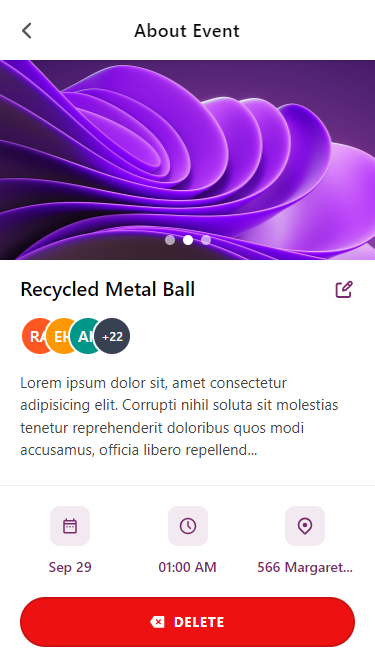 About Event
Recycled Metal Ball
RA EH AI +22
Lorem ipsum dolor sit, amet consectetur
adipisicing elit. Corrupti nihil soluta sit molestias
tenetur reprehenderit doloribus quos modi
accusamus, officia libero repellend...
Sep 29
01:00 AM
566 Margaret...
DELETE